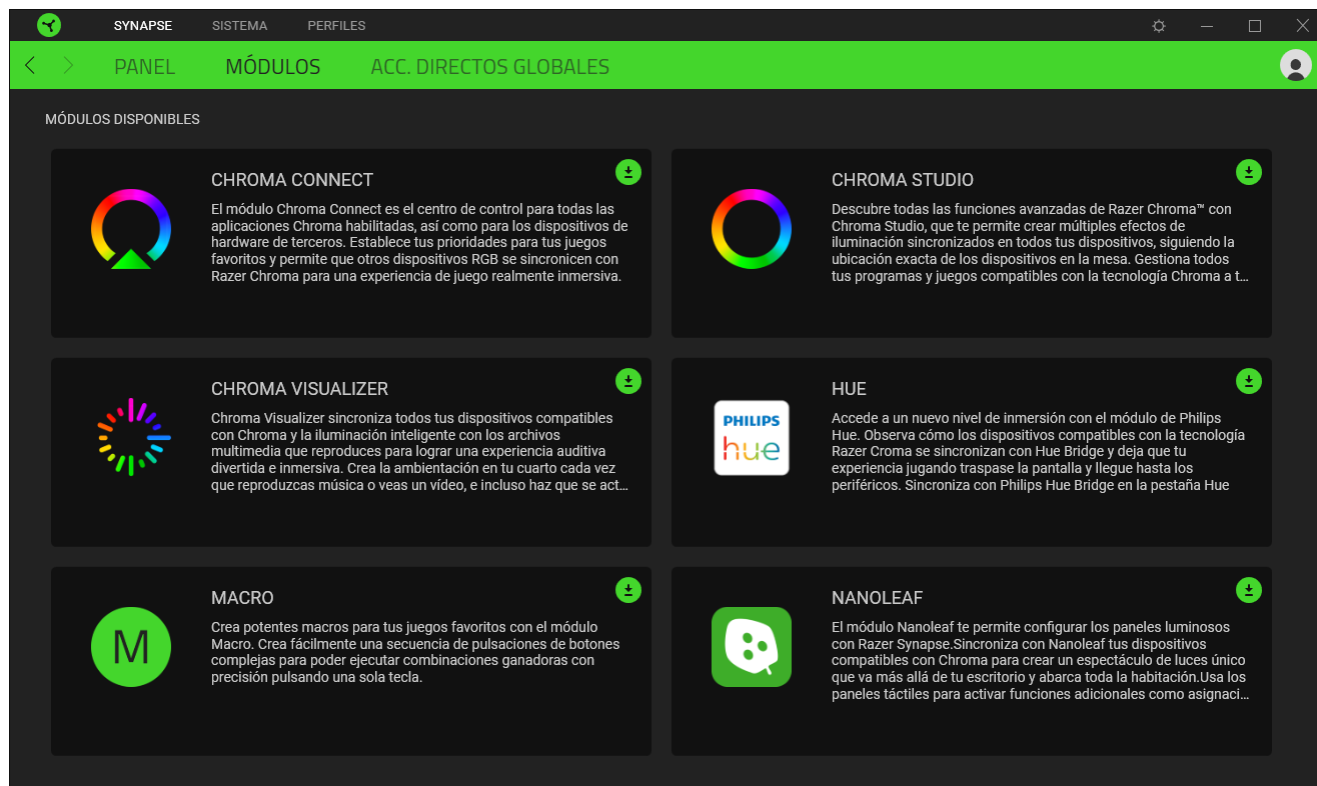 SYNAPSE SISTEMA PERFILES
PANEL MÓDULOS ACC. DIRECTOS GLOBALES
MÓDULOS DISPONIBLES
CHROMA CONNECT
El módulo Chroma Connect es el centro de control para todas las
aplicaciones Chroma habilitadas, así como para los dispositivos de
hardware de terceros. Establece tus prioridades para tus juegos
favoritos y permite que otros dispositivos RGB se sincronicen con
Razer Chroma para una experiencia de juego realmente inmersiva.
CHROMA STUDIO
Descubre todas las funciones avanzadas de Razer Chroma™ con
Chroma Studio, que te permite crear múltiples efectos de
iluminación sincronizados en todos tus dispositivos, siguiendo la
ubicación exacta de los dispositivos en la mesa. Gestiona todos
tus programas y juegos compatibles con la tecnología Chroma a t...
CHROMA VISUALIZER
Chroma Visualizer sincroniza todos tus dispositivos compatibles
con Chroma y la iluminación inteligente con los archivos
multimedia que reproduces para lograr una experiencia auditiva
divertida e inmersiva. Crea la ambientación en tu cuarto cada vez
que reproduzcas música o veas un vídeo, e incluso haz que se act...
PHILIPS
hue
HUE
Accede a un nuevo nivel de inmersión con el módulo de Philips
Hue. Observa cómo los dispositivos compatibles con la tecnología
Razer Croma se sincronizan con Hue Bridge y deja que tu
experiencia jugando traspase la pantalla y llegue hasta los
periféricos. Sincroniza con Philips Hue Bridge en la pestaña Hue
M
MACRO
Crea potentes macros para tus juegos favoritos con el módulo
Macro. Crea fácilmente una secuencia de pulsaciones de botones
complejas para poder ejecutar combinaciones ganadoras con
precisión pulsando una sola tecla.
NANOLEAF
El módulo Nanoleaf te permite configurar los paneles luminosos
con Razer Synapse.Sincroniza con Nanoleaf tus dispositivos
compatibles con Chroma para crear un espectáculo de luces único
que va más allá de tu escritorio y abarca toda la habitación.Usa los
paneles táctiles para activar funciones adicionales como asignaci...